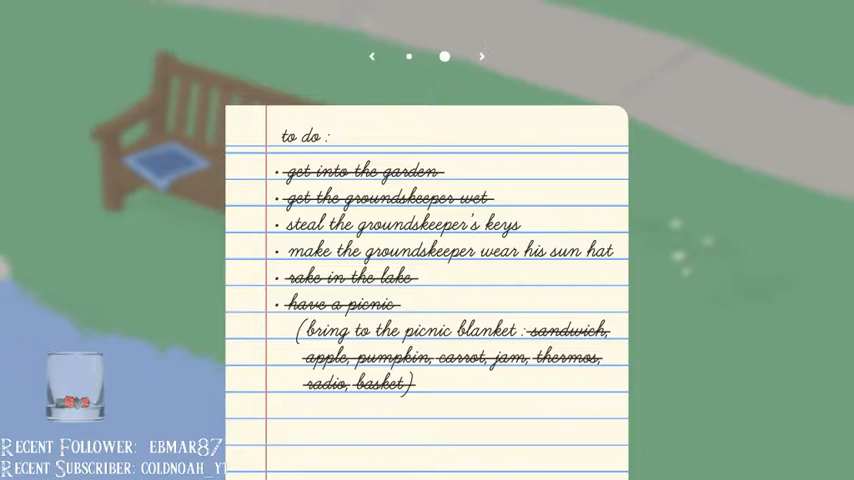 to do :
• get into the garden
• get the groundskeeper wet
• steal the groundskeeper's keys
• make the groundskeeper wear his sun hat
• rake in the lake
• have a picnic
(bring to the picnic blanket : sandwich,
apple, pumpkin, carrot, jam, thermos,
radio, basket)
Recent Follower: ebmar87
Recent Subscriber: coldnoah_yt